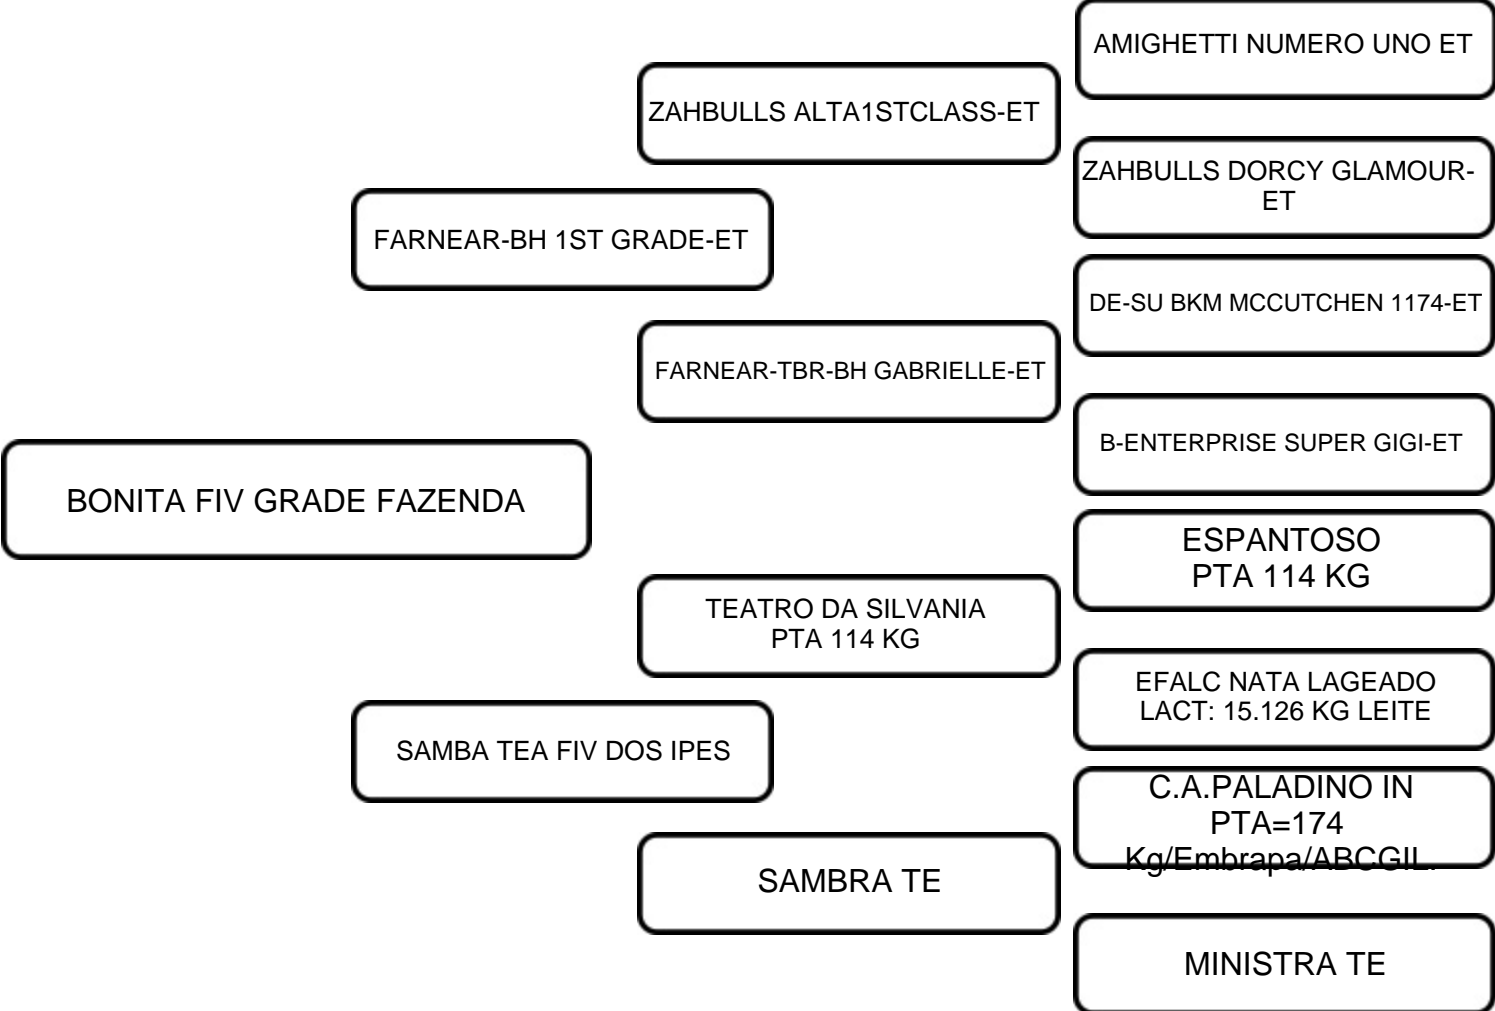 AMIGHETTI NUMERO UNO ET
ZAHBULLS ALTA1STCLASS-ET
ZAHBULLS DORCY GLAMOUR-
ET
FARNEAR-BH 1ST GRADE-ET
DE-SU BKM MCCUTCHEN 1174-ET
FARNEAR-TBR-BH GABRIELLE-ET
B-ENTERPRISE SUPER GIGI-ET
BONITA FIV GRADE FAZENDA
ESPANTOSO
PTA 114 KG
TEATRO DA SILVANIA
PTA 114 KG
EFALC NATA LAGEADO
LACT: 15.126 KG LEITE
SAMBA TEA FIV DOS IPES
C.A.PALADINO IN
PTA=174
Kg/Embrapa/ABCGIL.
SAMBRA TE
MINISTRA TE